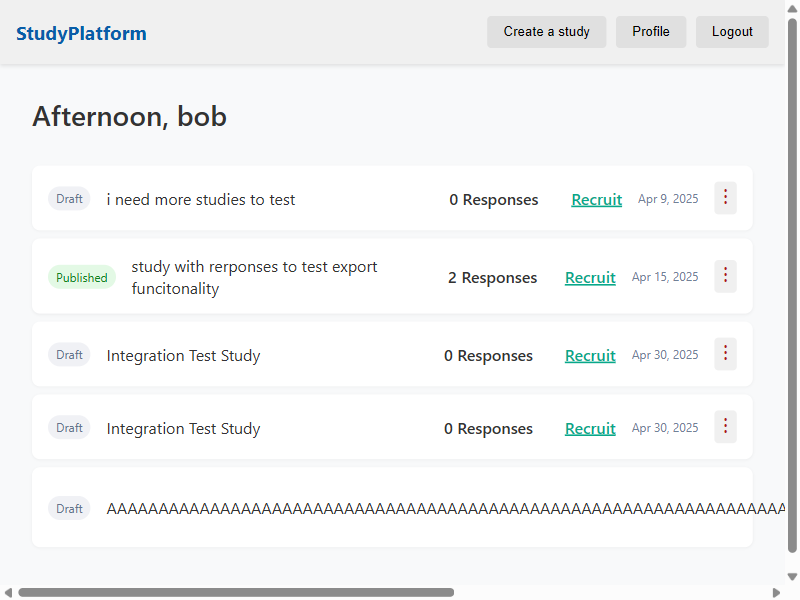 StudyPlatform
Create a study
Profile
Logout
Afternoon, bob
Draft
i need more studies to test
0 Responses
Recruit
Apr 9, 2025
Published
study with rerponses to test export
funcitonality
2 Responses
Recruit
Apr 15, 2025
Draft
Integration Test Study
0 Responses
Recruit
Apr 30, 2025
Draft
Integration Test Study
0 Responses
Recruit
Apr 30, 2025
Draft
AAAAAAAAAAAAAAAAAAAAAAAAAAAAAAAAAAAAAAAAAAAAAAAAAAAAAAAAAAAAAAAAAA